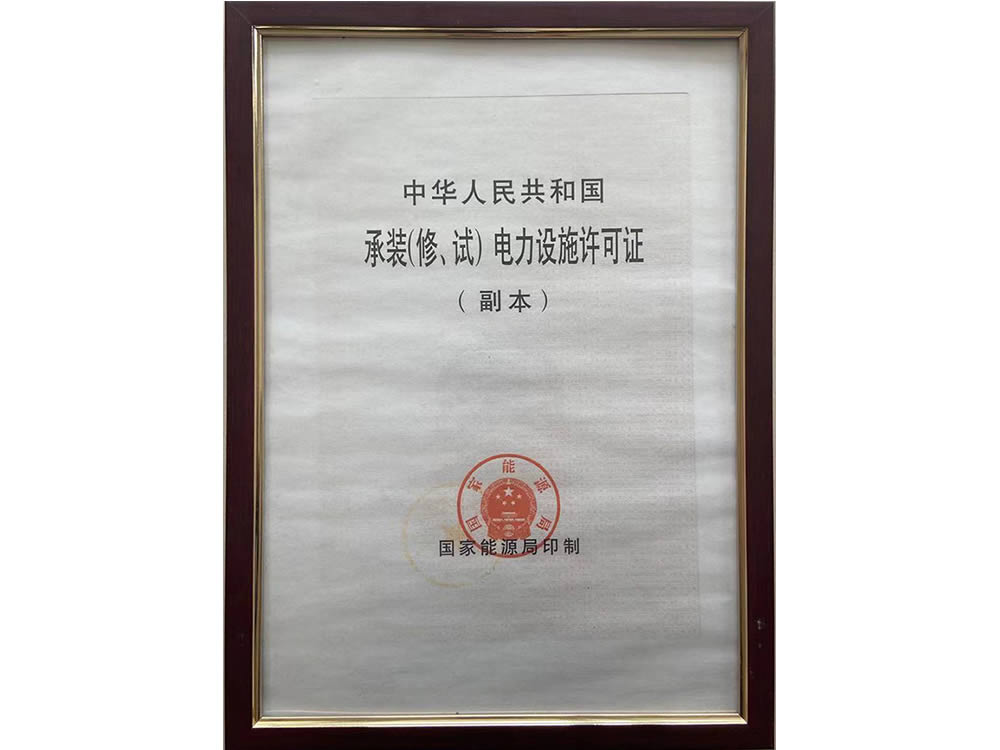 中华人民共和国
承装(修、试)电力设施许可证
(副本)
国家能源局
国家能源局印制